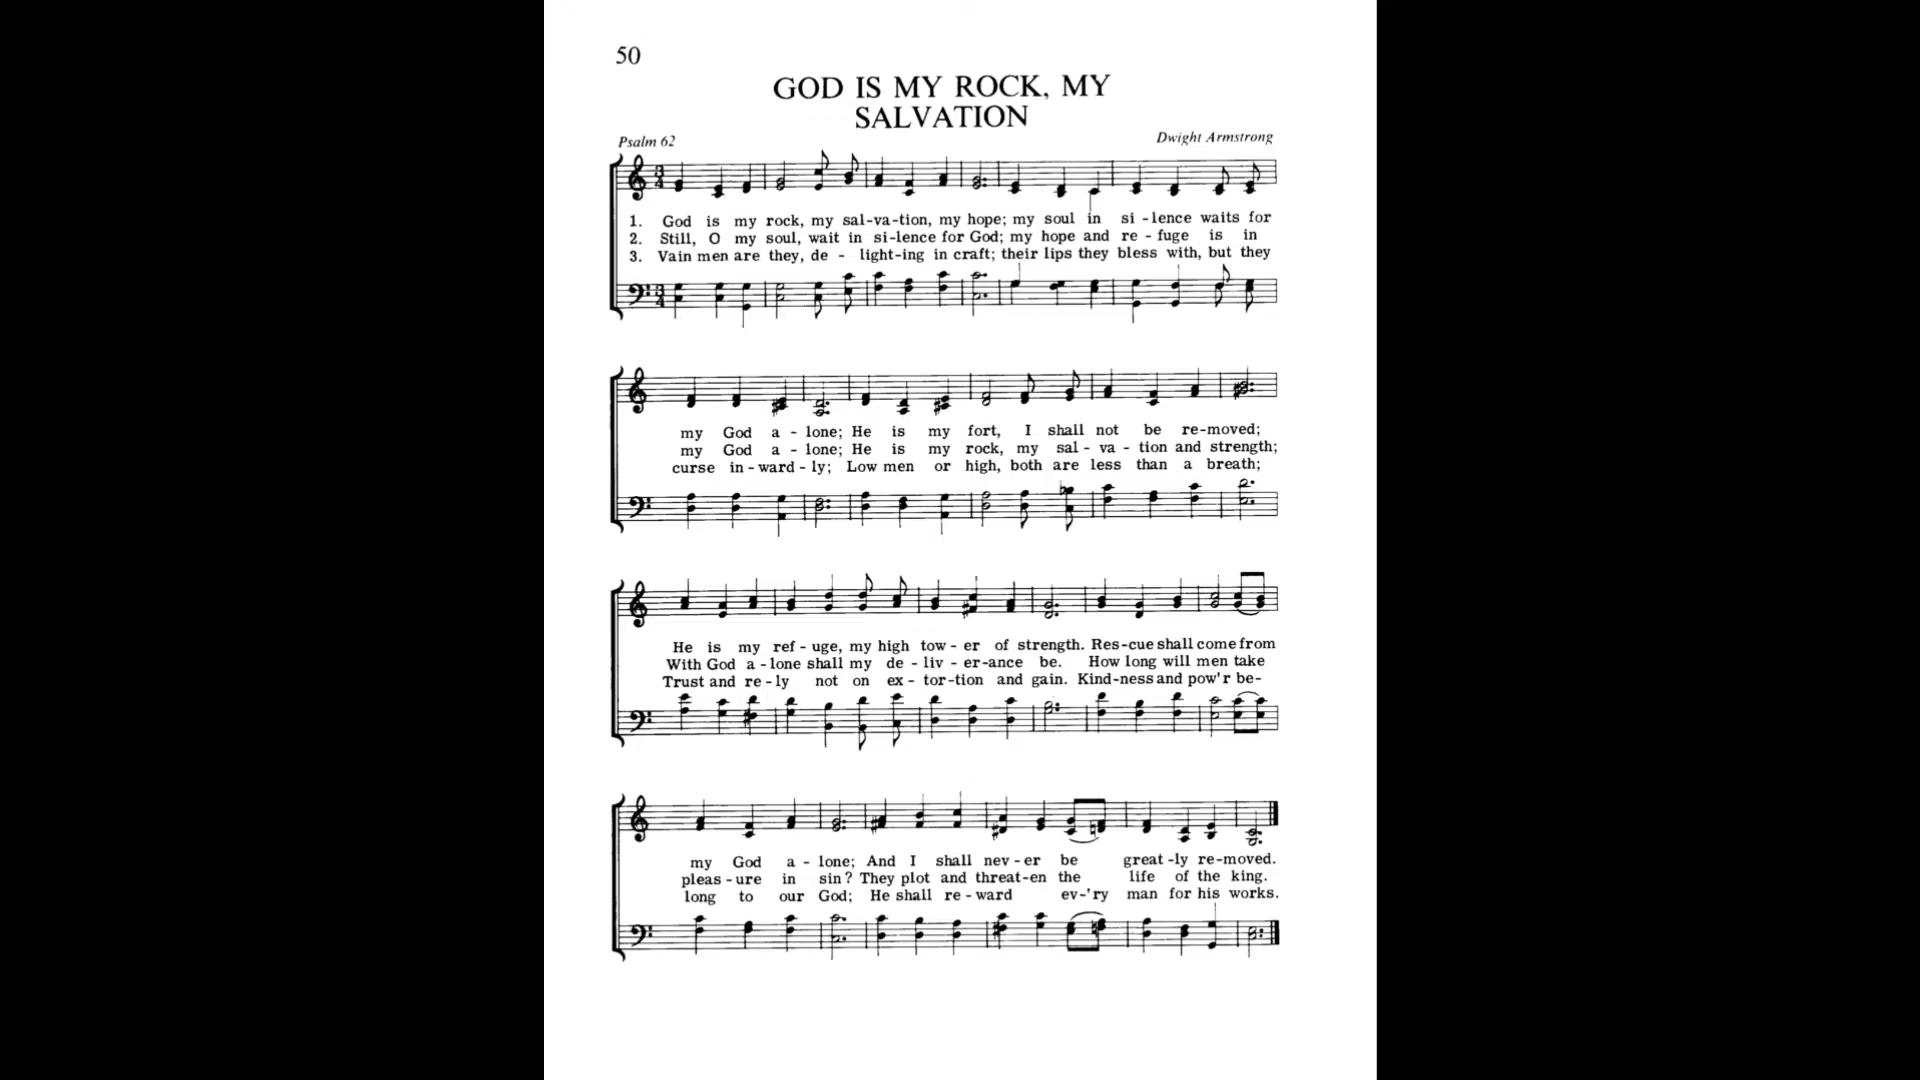 50
GOD IS MY ROCK, MY
SALVATION
Psalm 62
Dwight Armstrong
1. God is my rock, my sal-va-tion, my hope; my soul in si-lence waits for
2. Still, O my soul, wait in si-lence for God; my hope and re-fuge is in
3. Vain men are they, de-light-ing in craft; their lips they bless with, but they
my God a-lone; He is my fort, I shall not be re-moved;
my God a-lone; He is my rock, my sal-va-tion and strength;
curse in-ward-ly; Low men or high, both are less than a breath;
He is my ref-uge, my high tow-er of strength. Res-cue shall come from
With God a-lone shall my de-liv-er-ance be. How long will men take
Trust and re-ly not on ex-tor-tion and gain. Kind-ness and pow'r be-
my God a-lone; And I shall nev-er be great-ly re-moved.
pleas-ure in sin? They plot and threat-en the life of the king.
long to our God; He shall re-ward ev-'ry man for his works.